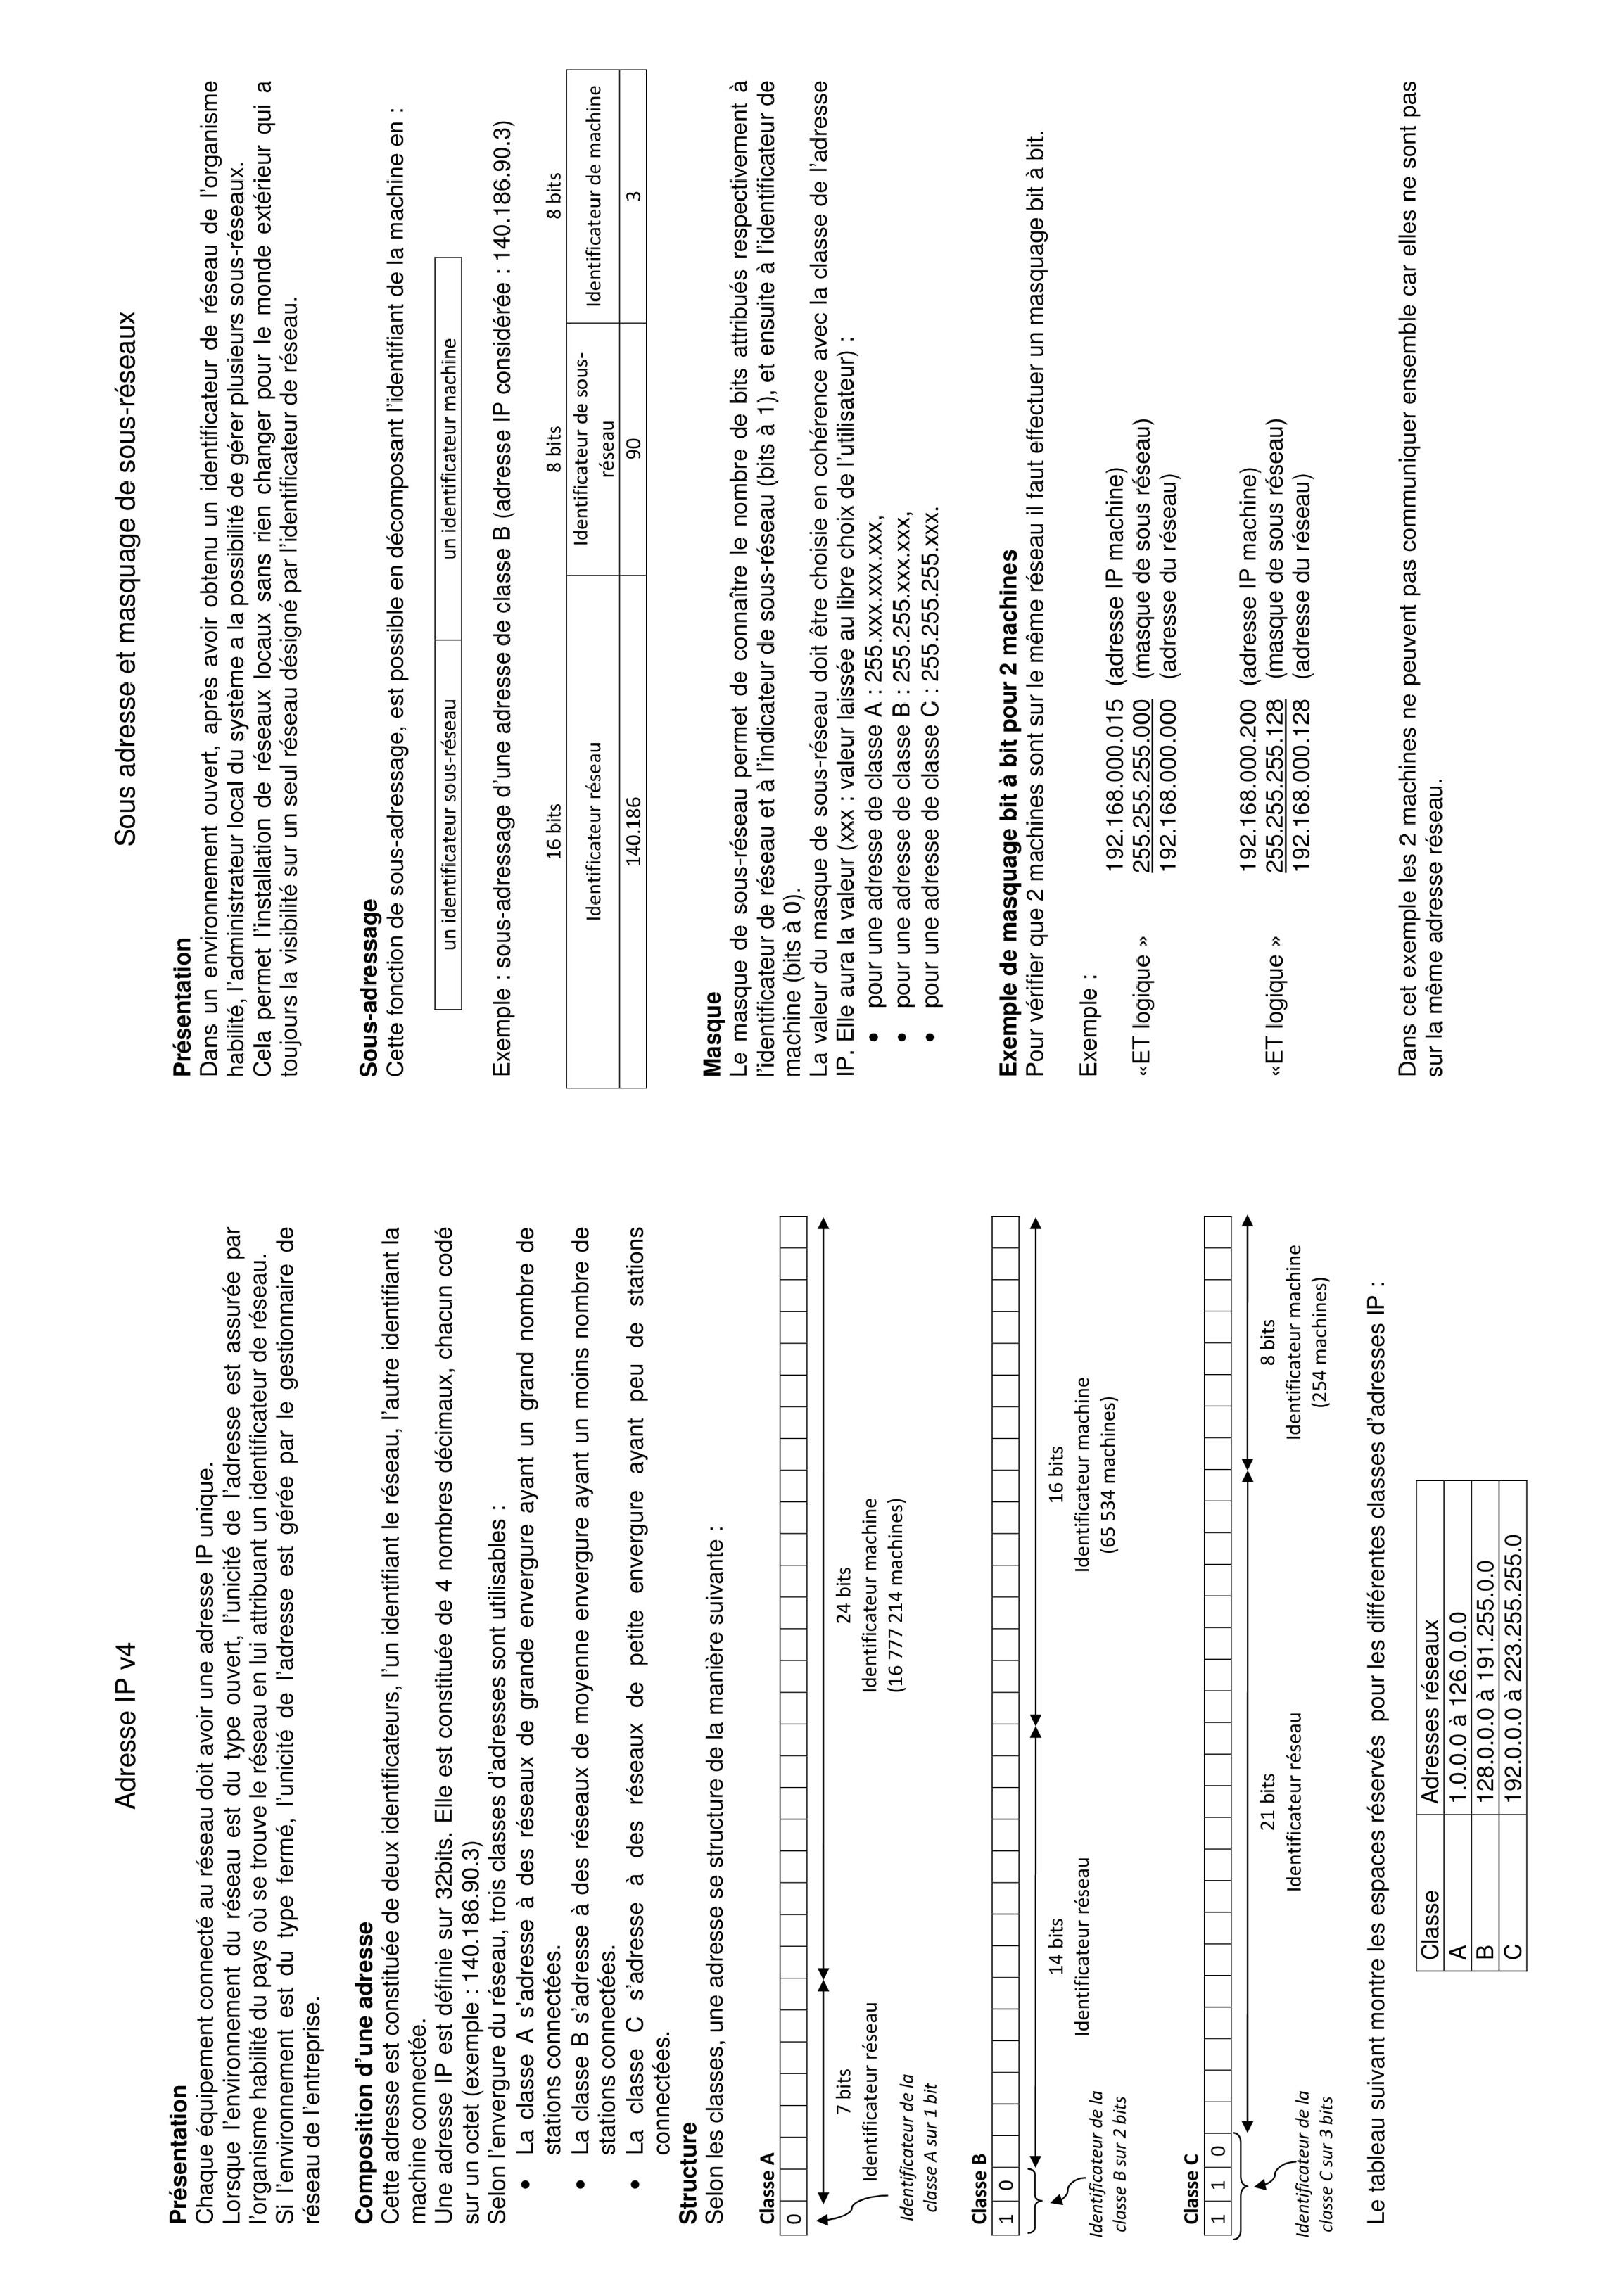 Adresse IP v4
Présentation
Chaque équipement connecté au réseau doit avoir une adresse IP unique.
Lorsque l'environnement du réseau est du type ouvert, l'unicité de l'adresse est assurée par
l'organisme habilité du pays où se trouve le réseau en lui attribuant un identificateur de réseau.
Si l'environnement est du type fermé, l'unicité de l'adresse est gérée par le gestionnaire de
réseau de l'entreprise.
Composition d'une adresse
Cette adresse est constituée de deux identificateurs, l'un identifiant le réseau, l'autre identifiant la
machine connectée.
Une adresse IP est définie sur 32bits. Elle est constituée de 4 nombres décimaux, chacun codé
sur un octet (exemple : 140.186.90.3)
Selon l'envergure du réseau, trois classes d'adresses sont utilisables :
• La classe A s'adresse à des réseaux de grande envergure ayant un grand nombre de
stations connectées.
• La classe B s'adresse à des réseaux de moyenne envergure ayant un moins nombre de
stations connectées.
• La classe C s'adresse à des réseaux de petite envergure ayant peu de stations
connectées.
Structure
Selon les classes, une adresse se structure de la manière suivante :
Classe A
0
7 bits
Identificateur réseau
24 bits
Identificateur machine
(16 777 214 machines)
Identificateur de la
classe A sur 1 bit
Classe B
1 0
14 bits
Identificateur réseau
16 bits
Identificateur machine
(65 534 machines)
Identificateur de la
classe B sur 2 bits
Classe C
1 1 0
21 bits
Identificateur réseau
8 bits
Identificateur machine
(254 machines)
Identificateur de la
classe C sur 3 bits
Le tableau suivant montre les espaces réservés pour les différentes classes d'adresses IP :
Classe Adresses réseaux
A 1.0.0.0 à 126.0.0.0
B 128.0.0.0 à 191.255.0.0
C 192.0.0.0 à 223.255.255.0
Sous adresse et masquage de sous-réseaux
Présentation
Dans un environnement ouvert, après avoir obtenu un identificateur de réseau de l'organisme
habilité, l'administrateur local du système a la possibilité de gérer plusieurs sous-réseaux.
Cela permet l'installation de réseaux locaux sans rien changer pour le monde extérieur qui a
toujours la visibilité sur un seul réseau désigné par l'identificateur de réseau.
Sous-adressage
Cette fonction de sous-adressage, est possible en décomposant l'identifiant de la machine en :
un identificateur sous-réseau un identificateur machine
Exemple : sous-adressage d'une adresse de classe B (adresse IP considérée : 140.186.90.3)
16 bits 8 bits 8 bits
Identificateur réseau Identificateur de sous-
réseau Identificateur de machine
140.186 90 3
Masque
Le masque de sous-réseau permet de connaître le nombre de bits attribués respectivement à
l'identificateur de réseau et à l'indicateur de sous-réseau (bits à 1), et ensuite à l'identificateur de
machine (bits à 0).
La valeur du masque de sous-réseau doit être choisie en cohérence avec la classe de l'adresse
IP. Elle aura la valeur (xxx : valeur laissée au libre choix de l'utilisateur) :
• pour une adresse de classe A : 255.xxx.xxx.xxx,
• pour une adresse de classe B : 255.255.xxx.xxx,
• pour une adresse de classe C : 255.255.255.xxx.
Exemple de masquage bit à bit pour 2 machines
Pour vérifier que 2 machines sont sur le même réseau il faut effectuer un masquage bit à bit.
Exemple : 192.168.000.015 (adresse IP machine)
«ET logique » 255.255.255.000 (masque de sous réseau)
192.168.000.000 (adresse du réseau)
192.168.000.200 (adresse IP machine)
«ET logique » 255.255.255.128 (masque de sous réseau)
192.168.000.128 (adresse du réseau)
Dans cet exemple les 2 machines ne peuvent pas communiquer ensemble car elles ne sont pas
sur la même adresse réseau.